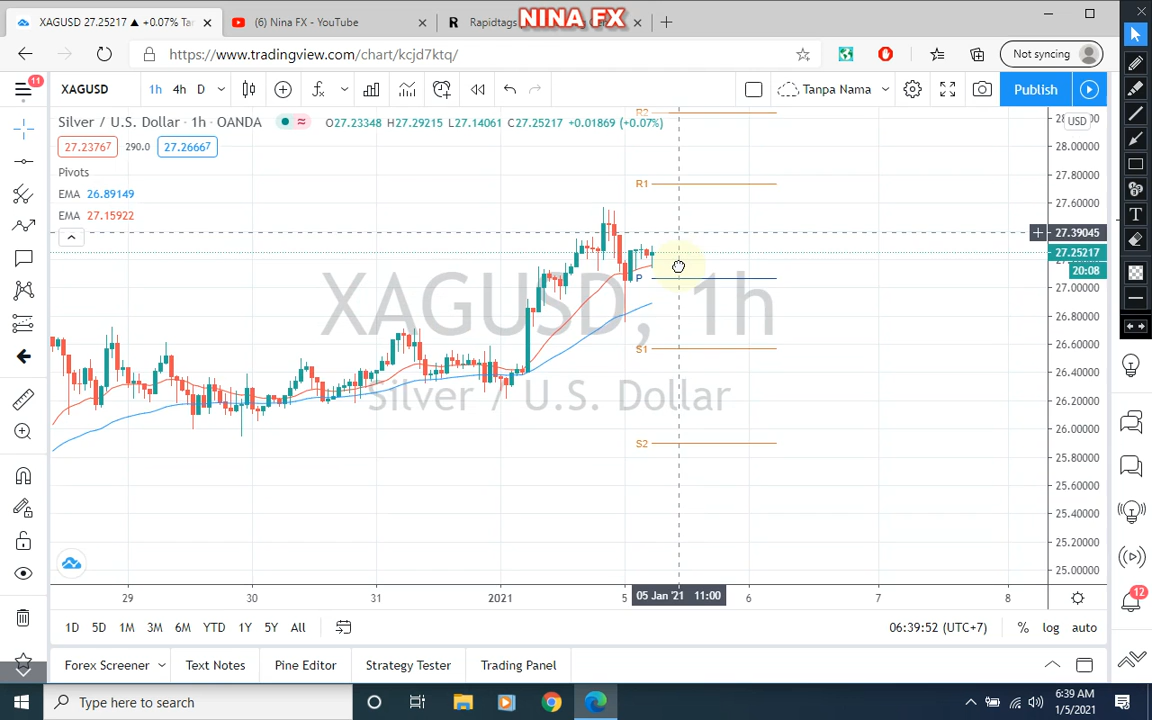 XAGUSD 27.25217 ▲ +0.07% Tan
(6) Nina FX - YouTube
Rapidtags
NINA FX
https://www.tradingview.com/chart/kcjd7ktq/
Not syncing
11
XAGUSD
1h
4h
D
Tanpa Nama
Publish
Silver / U.S. Dollar · 1h · OANDA
O27.23348 H27.29215 L27.14061 C27.25217 +0.01869 (+0.07%)
27.23767
290.0
27.26667
Pivots
EMA 26.89149
EMA 27.15922
XAGUSD, 1h
Silver / U.S. Dollar
R2
R1
P
S1
S2
USD
28.00000
27.80000
27.60000
27.39045
27.25217
20:08
27.00000
26.80000
26.60000
26.40000
26.20000
26.00000
25.80000
25.60000
25.40000
25.20000
25.00000
29
30
31
2021
5
05 Jan '21 11:00
6
7
8
12
1D
5D
1M
3M
6M
YTD
1Y
5Y
All
06:39:52 (UTC+7)
%
log
auto
Forex Screener
Text Notes
Pine Editor
Strategy Tester
Trading Panel
Type here to search
6:39 AM
1/5/2021